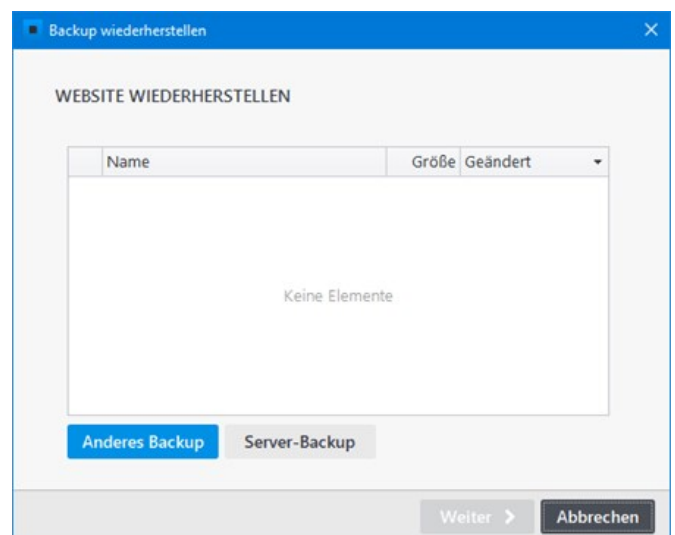 Backup wiederherstellen
WEBSITE WIEDERHERSTELLEN
Name Größe Geändert
Keine Elemente
Anderes Backup Server-Backup
Weiter Abbrechen